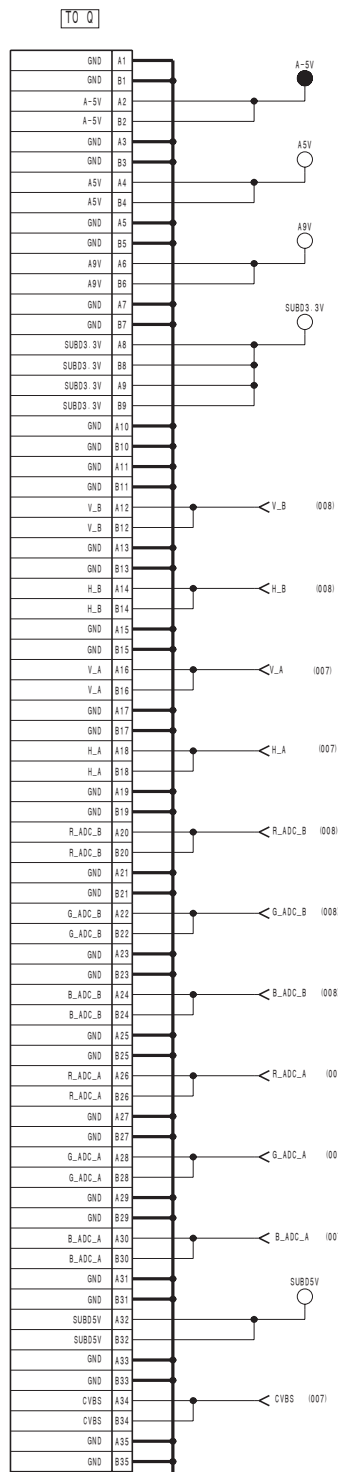 TO Q
GND A1
GND B1
A-5V
A-5V A2
A-5V B2
GND A3
GND B3
A5V
A5V A4
A5V B4
GND A5
GND B5
A9V
A9V A6
A9V B6
GND A7
GND B7
SUBD3.3V
SUBD3.3V A8
SUBD3.3V B8
SUBD3.3V A9
SUBD3.3V B9
GND A10
GND B10
GND A11
GND B11
V_B A12 V_B (008)
V_B B12
GND A13
GND B13
H_B A14 H_B (008)
H_B B14
GND A15
GND B15
V_A A16 V_A (007)
V_A B16
GND A17
GND B17
H_A A18 H_A (007)
H_A B18
GND A19
GND B19
R_ADC_B A20 R_ADC_B (008)
R_ADC_B B20
GND A21
GND B21
G_ADC_B A22 G_ADC_B (008
G_ADC_B B22
GND A23
GND B23
B_ADC_B A24 B_ADC_B (008
B_ADC_B B24
GND A25
GND B25
R_ADC_A A26 R_ADC_A (00
R_ADC_A B26
GND A27
GND B27
G_ADC_A A28 G_ADC_A (00
G_ADC_A B28
GND A29
GND B29
B_ADC_A A30 B_ADC_A (00
B_ADC_A B30
GND A31
GND B31
SUBD5V
SUBD5V A32
SUBD5V B32
GND A33
GND B33
CVBS A34 CVBS (007)
CVBS B34
GND A35
GND B35